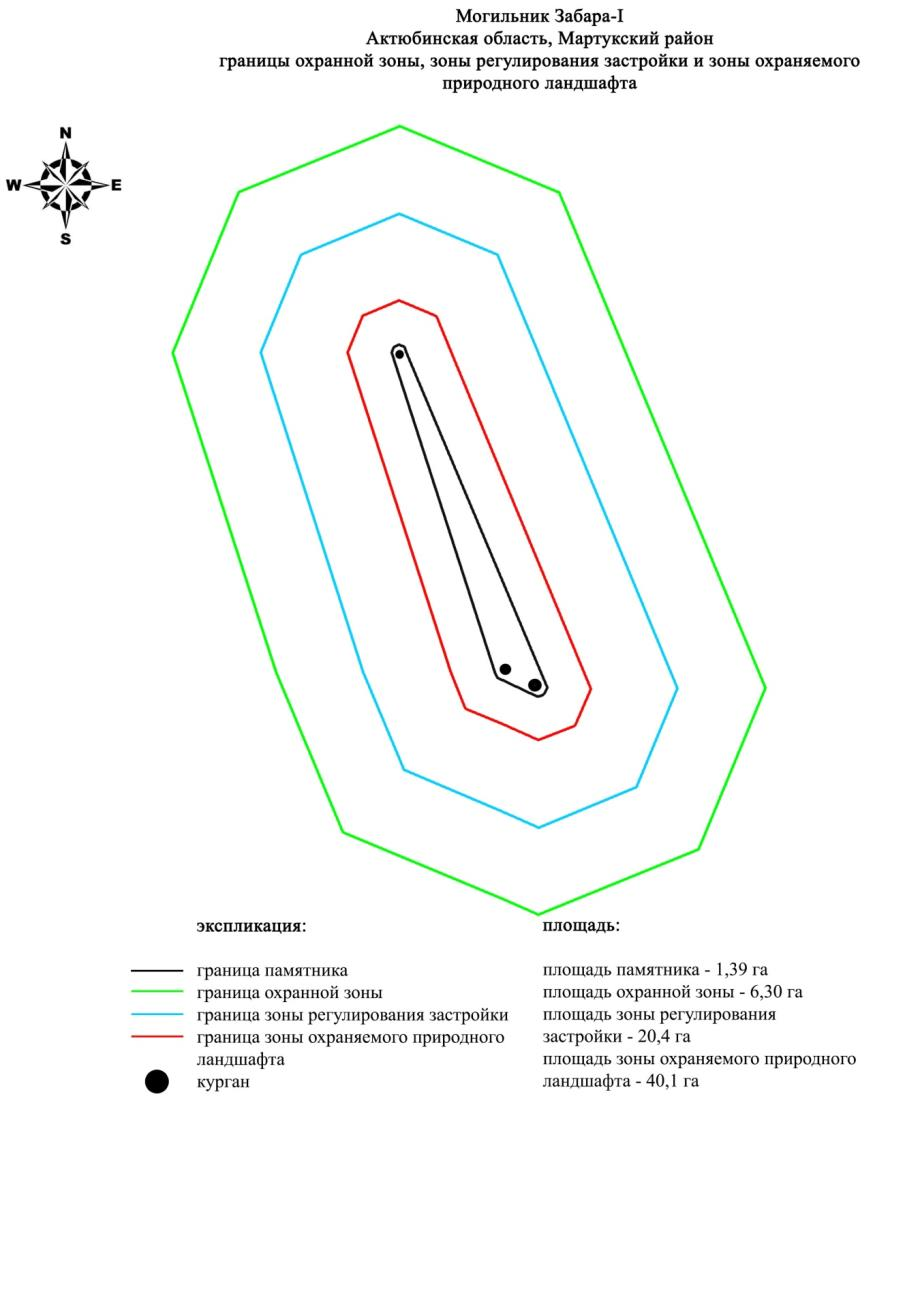 Могильник Забара-I
Актюбинская область, Мартукский район
границы охранной зоны, зоны регулирования застройки и зоны охраняемого
природного ландшафта
N
W E
S
экспликация:
граница памятника
граница охранной зоны
граница зоны регулирования застройки
граница зоны охраняемого природного
ландшафта
курган
площадь:
площадь памятника - 1,39 га
площадь охранной зоны - 6,30 га
площадь зоны регулирования
застройки - 20,4 га
площадь зоны охраняемого природного
ландшафта - 40,1 га